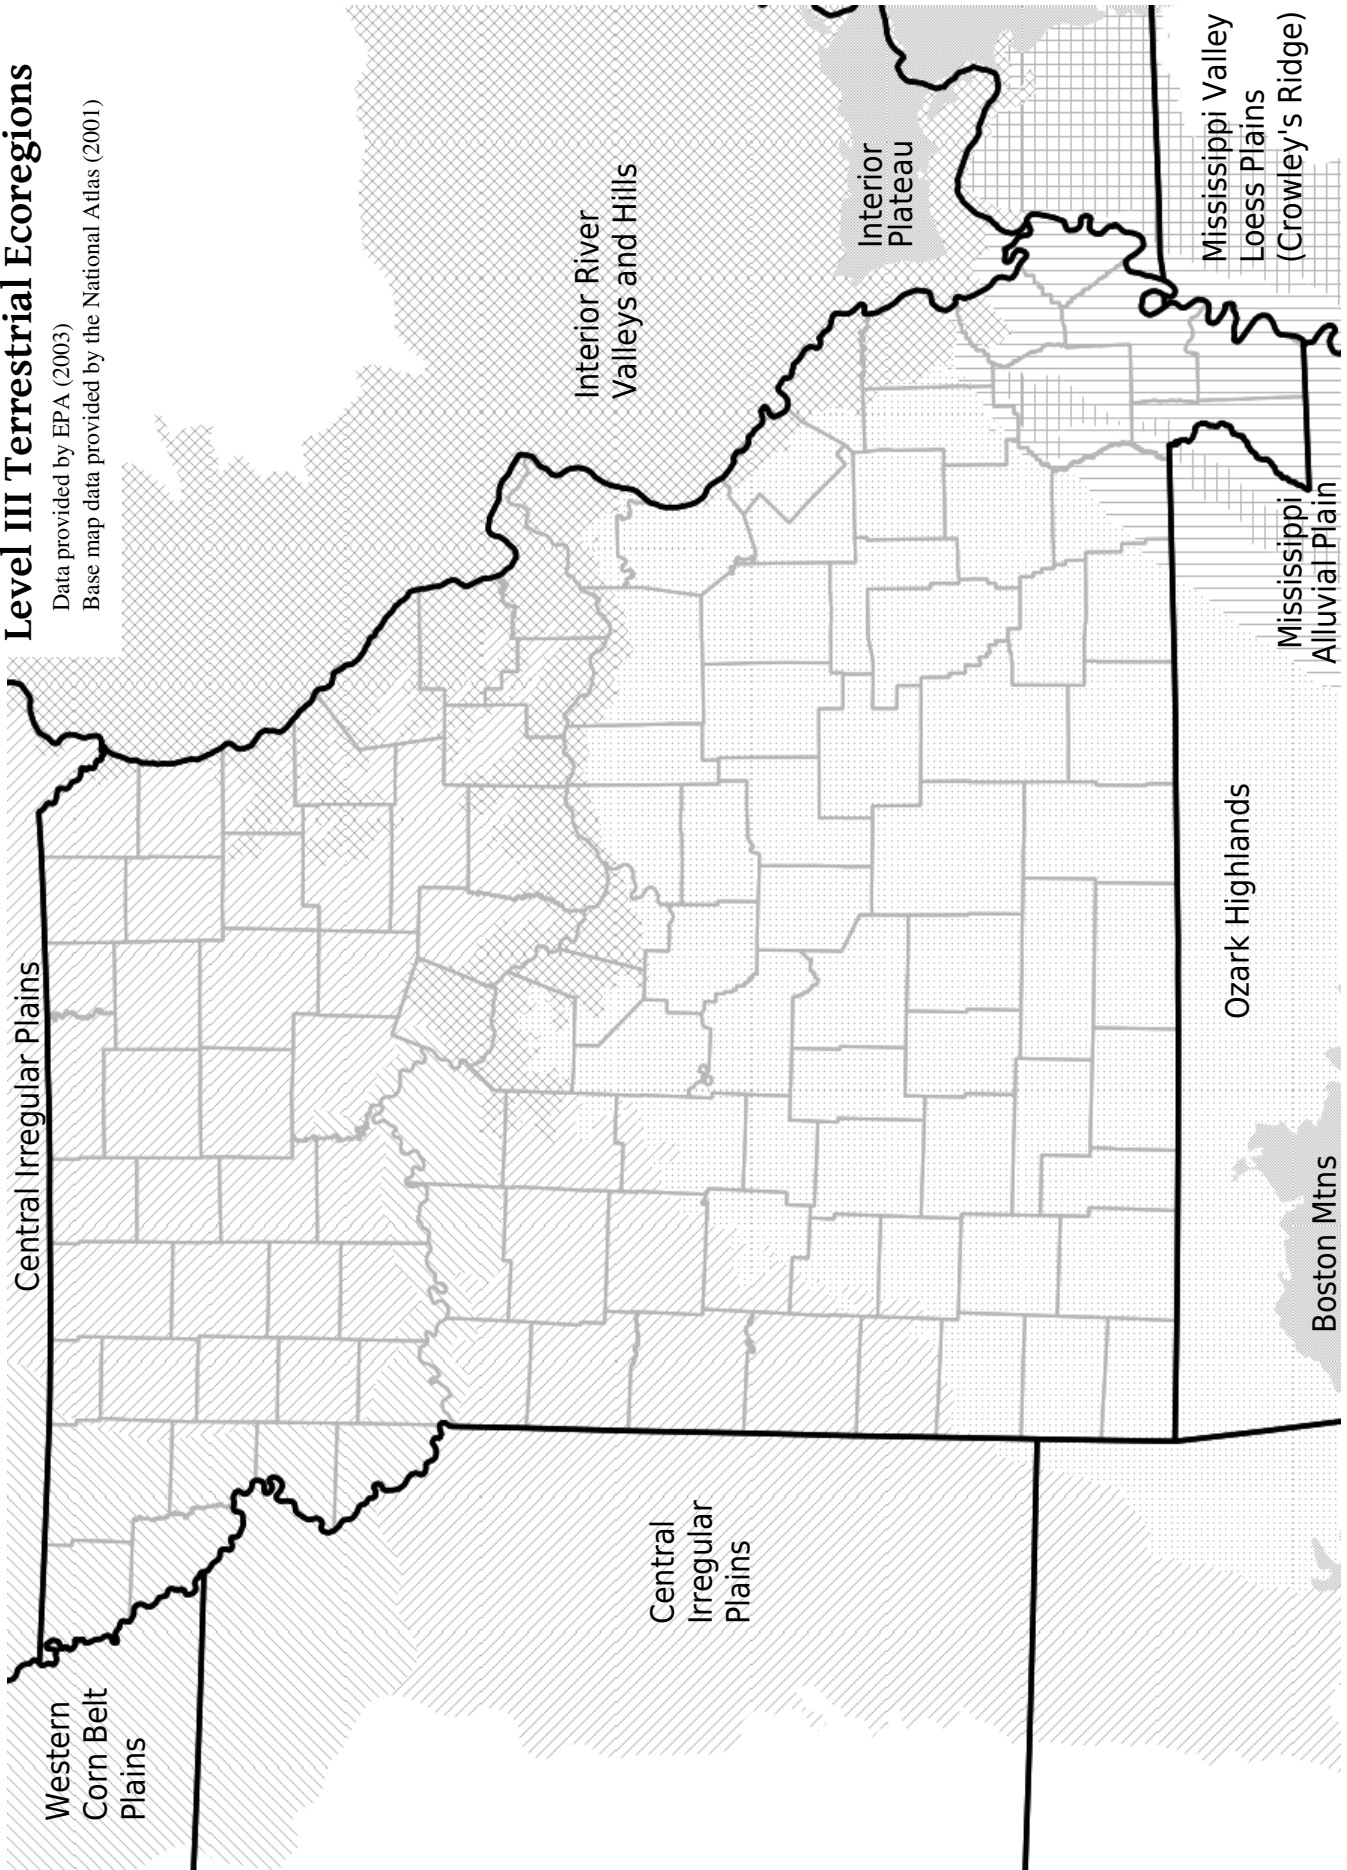 Level III Terrestrial Ecoregions
Data provided by EPA (2003)
Base map data provided by the National Atlas (2001)
Western
Corn Belt
Plains
Central Irregular Plains
Interior River
Valleys and Hills
Central
Irregular
Plains
Interior
Plateau
Ozark Highlands
Mississippi Valley
Loess Plains
(Crowley's Ridge)
Boston Mtns
Mississippi
Alluvial Plain